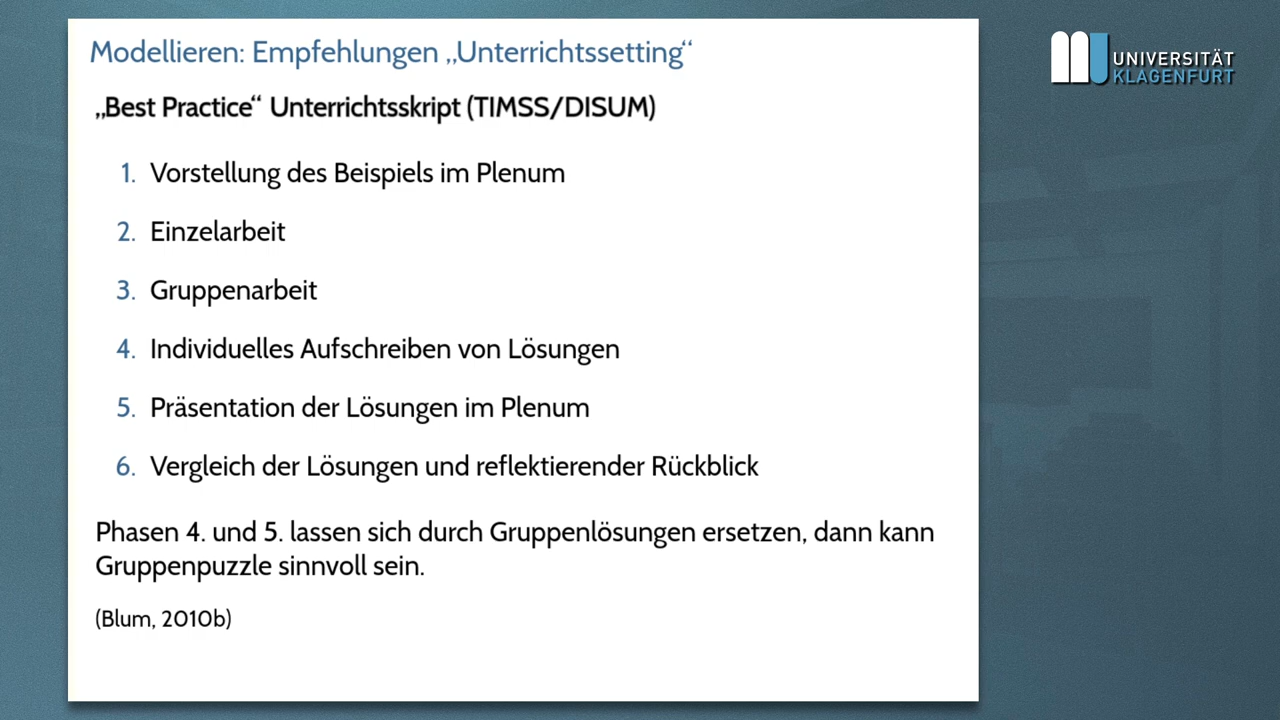 Modellieren: Empfehlungen „Unterrichtssetting“
UNIVERSITÄT
KLAGENFURT
„Best Practice“ Unterrichtsskript (TIMSS/DISUM)
1. Vorstellung des Beispiels im Plenum
2. Einzelarbeit
3. Gruppenarbeit
4. Individuelles Aufschreiben von Lösungen
5. Präsentation der Lösungen im Plenum
6. Vergleich der Lösungen und reflektierender Rückblick
Phasen 4. und 5. lassen sich durch Gruppenlösungen ersetzen, dann kann
Gruppenpuzzle sinnvoll sein.
(Blum, 2010b)